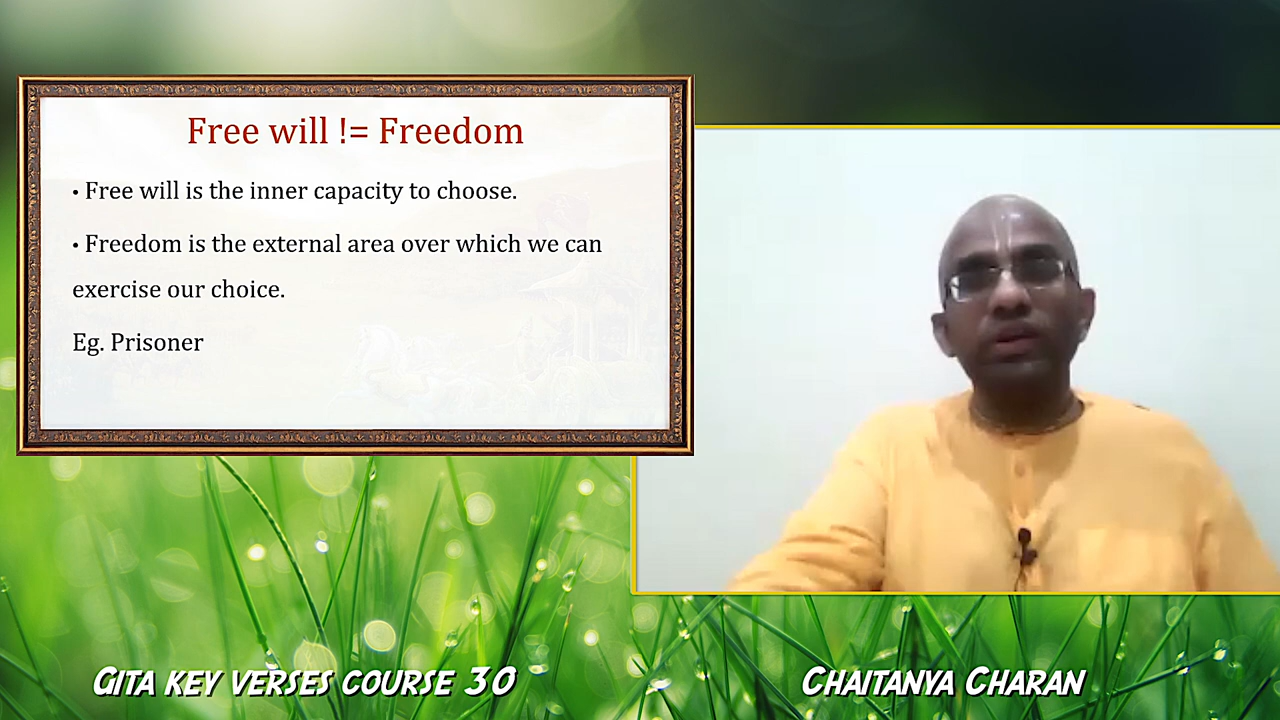 Free will != Freedom
• Free will is the inner capacity to choose.
• Freedom is the external area over which we can
exercise our choice.
Eg. Prisoner
GITA KEY VERSES COURSE 30
CHAITANYA CHARAN